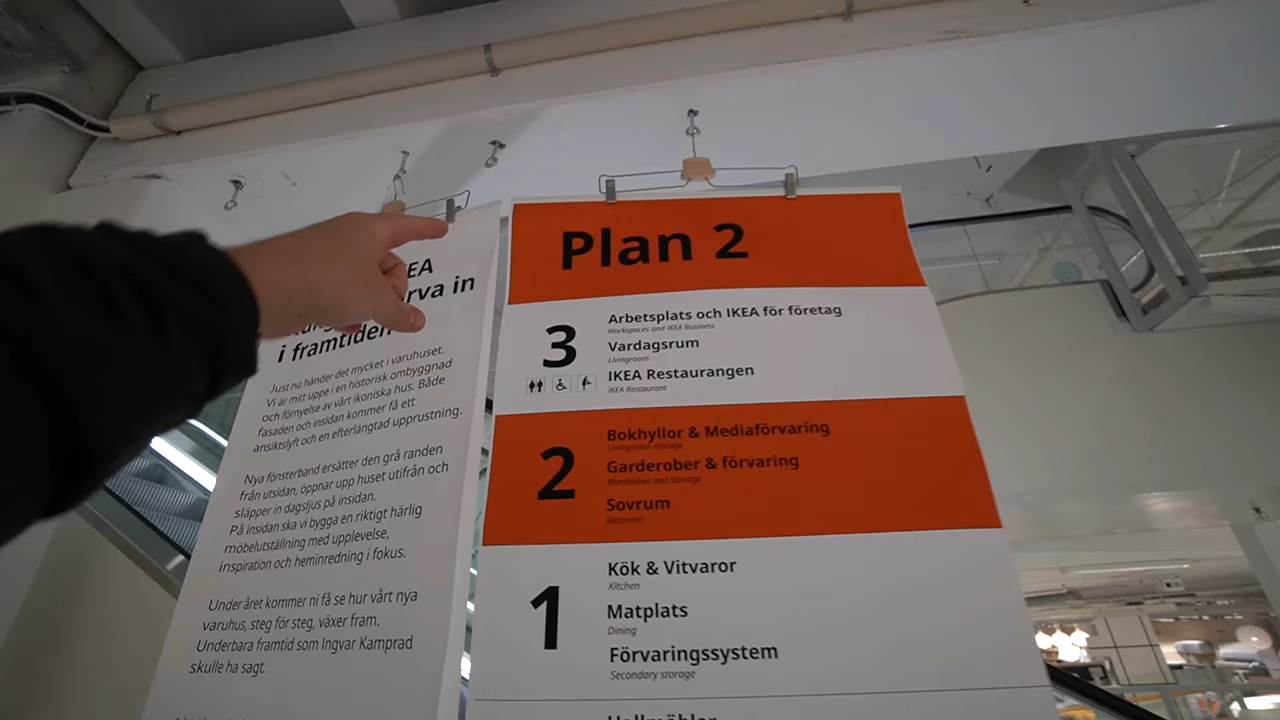 EA
rva in
i framtiden
Just nu händer det mycket i varuhuset.
Vi är mitt uppe i en historisk ombyggnad
och förnyelse av vårt ikoniska hus. Både
fasaden och insidan kommer få ett
ansiktslyft och en efterlängtad upprustning.
Nya fönsterband ersätter den grå randen
från utsidan, öppnar upp huset utifrån och
släpper in dagsljus på insidan.
På insidan ska vi bygga en riktigt härlig
möbelutställning med upplevelse,
inspiration och heminredning i fokus.
Under året kommer ni få se hur vårt nya
varuhus, steg för steg, växer fram.
Underbara framtid som Ingvar Kamprad
skulle ha sagt.
Plan 2
3
Arbetsplats och IKEA för företag
Workspaces and IKEA Business
Vardagsrum
Livingroom
IKEA Restaurangen
IKEA Restaurant
2
Bokhyllor & Mediaförvaring
Livingroom storage
Garderober & förvaring
Wardrobes and Storage
Sovrum
Bedroom
1
Kök & Vitvaror
Kitchen
Matplats
Dining
Förvaringssystem
Secondary storage